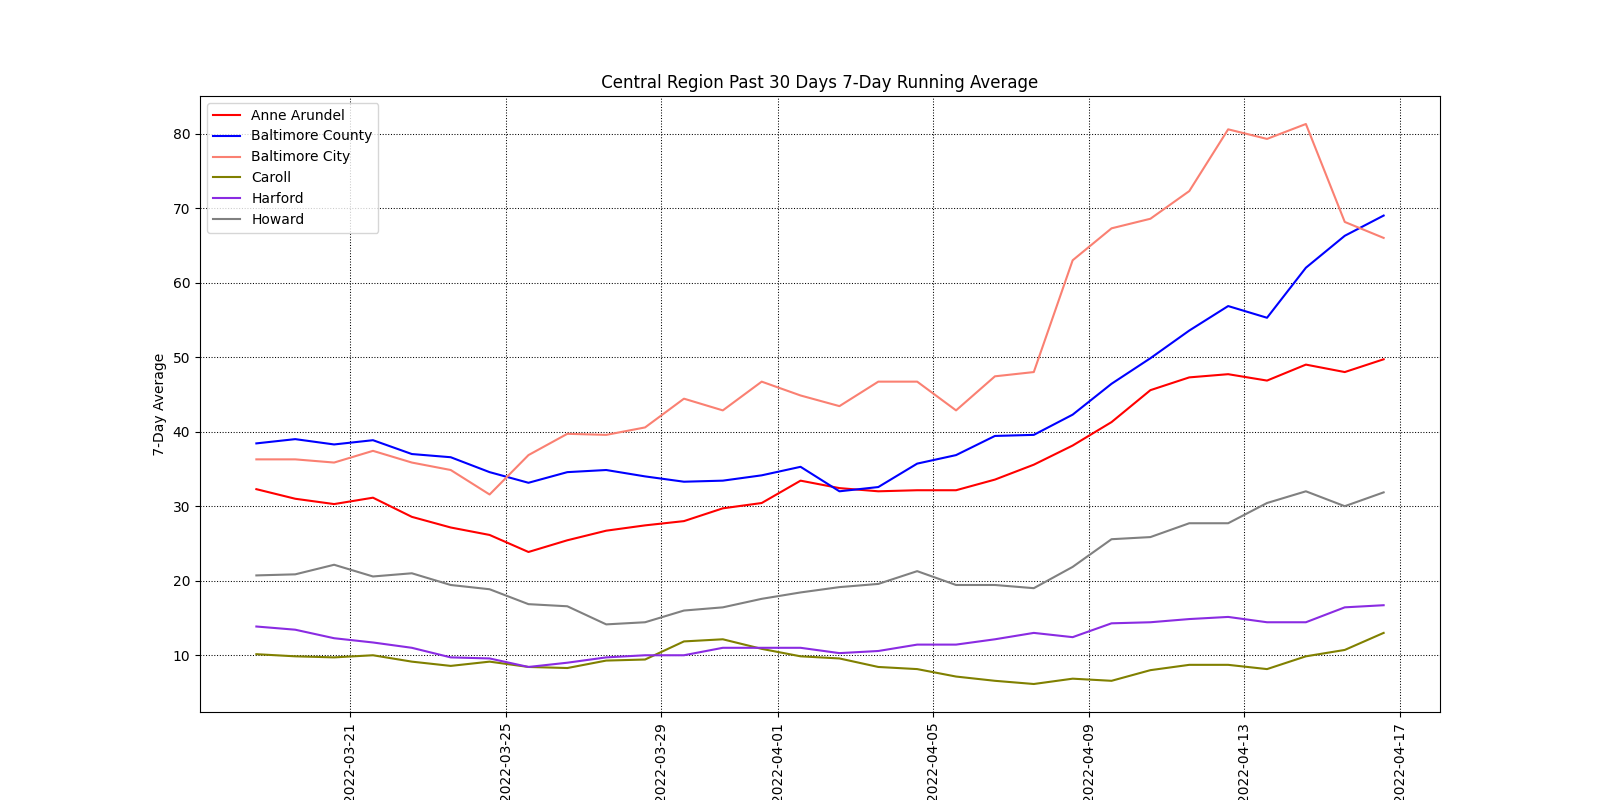 Central Region Past 30 Days 7-Day Running Average
Anne Arundel
Baltimore County
Baltimore City
Caroll
Harford
Howard
7-Day Average
80
70
60
50
40
30
20
10
2022-03-21
2022-03-25
2022-03-29
2022-04-01
2022-04-05
2022-04-09
2022-04-13
2022-04-17